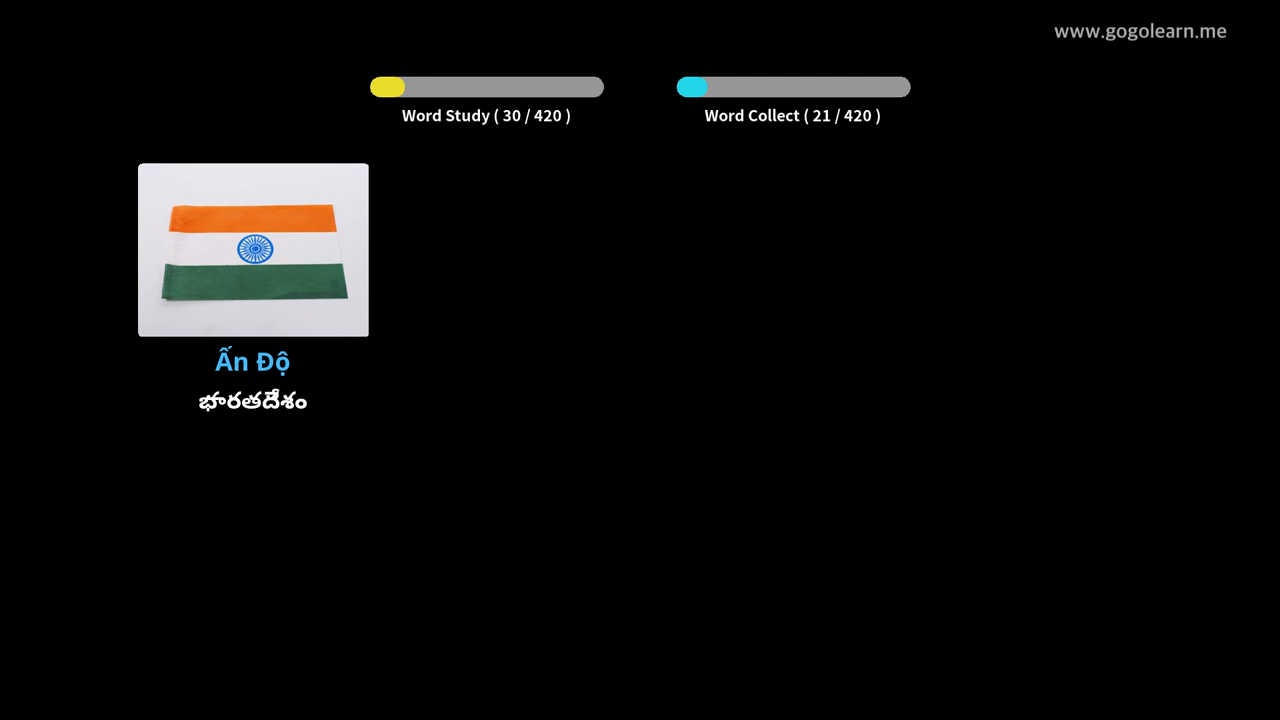 www.gogolearn.me
Word Study ( 30 / 420 )
Word Collect ( 21 / 420 )
Ấn Độ
భారతదేశం